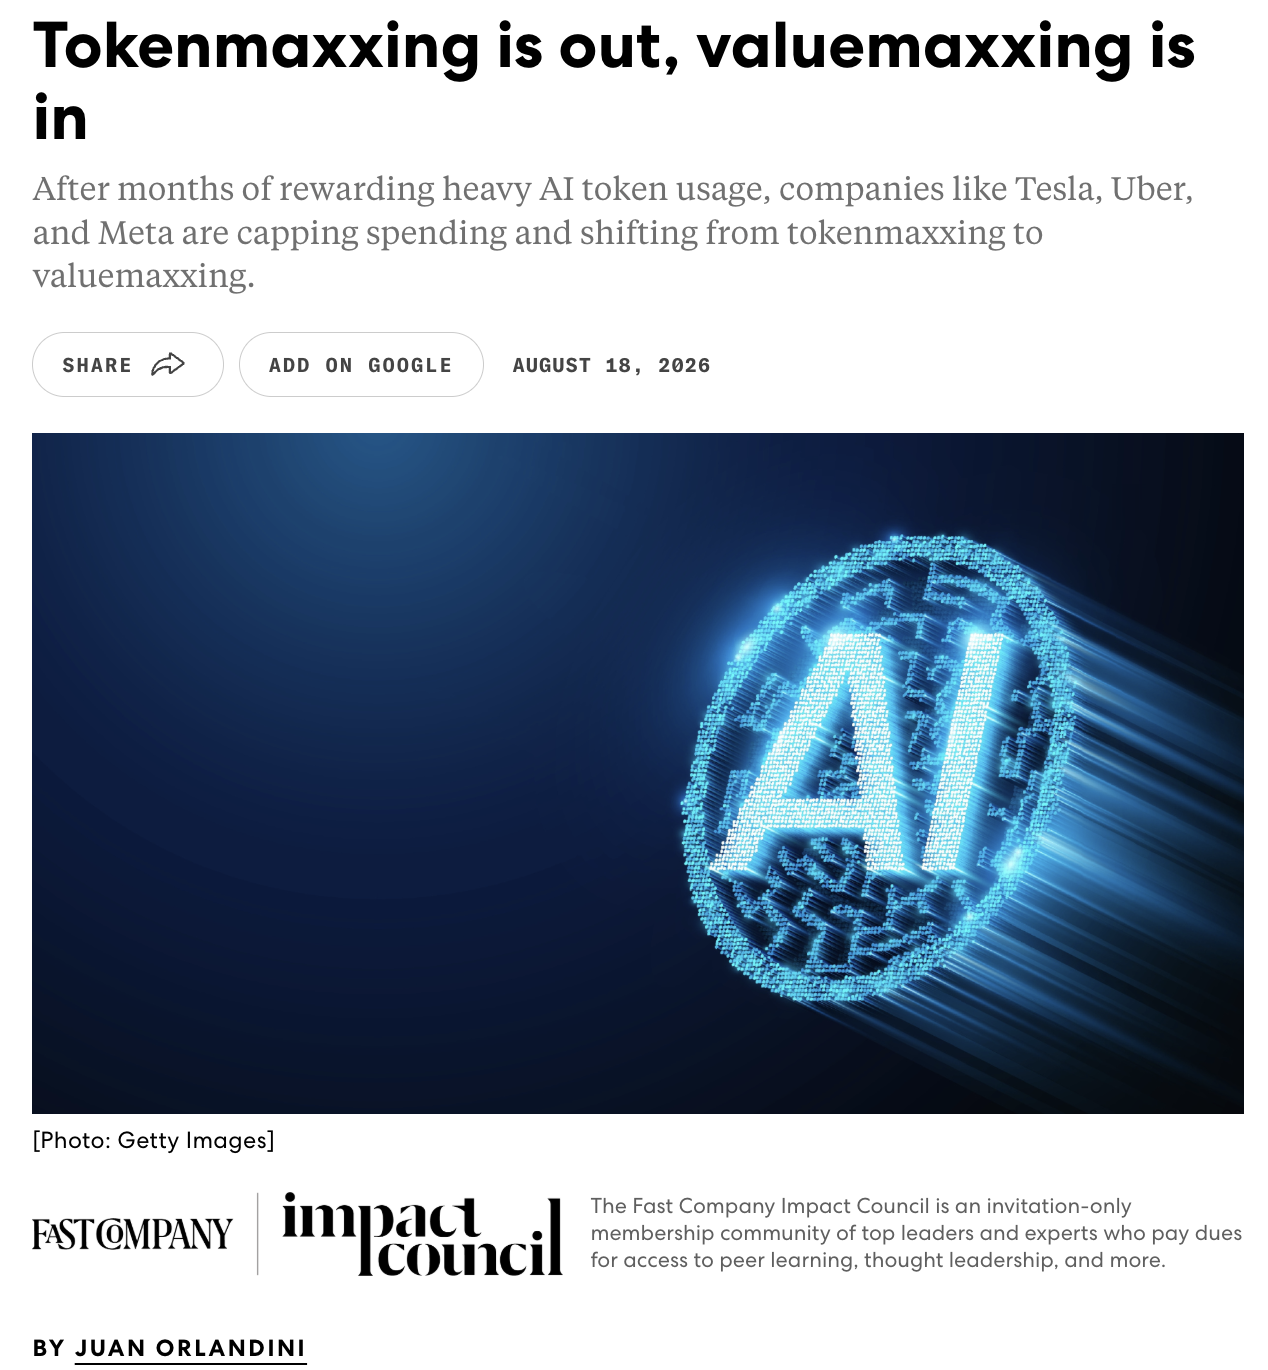 Tokenmaxxing is out, valuemaxxing is
in
After months of rewarding heavy AI token usage, companies like Tesla, Uber,
and Meta are capping spending and shifting from tokenmaxxing to
valuemaxxing.
SHARE
ADD ON GOOGLE
AUGUST 18, 2026
AI
[Photo: Getty Images]
FAST COMPANY
impact
council
The Fast Company Impact Council is an invitation-only
membership community of top leaders and experts who pay dues
for access to peer learning, thought leadership, and more.
BY JUAN ORLANDINI